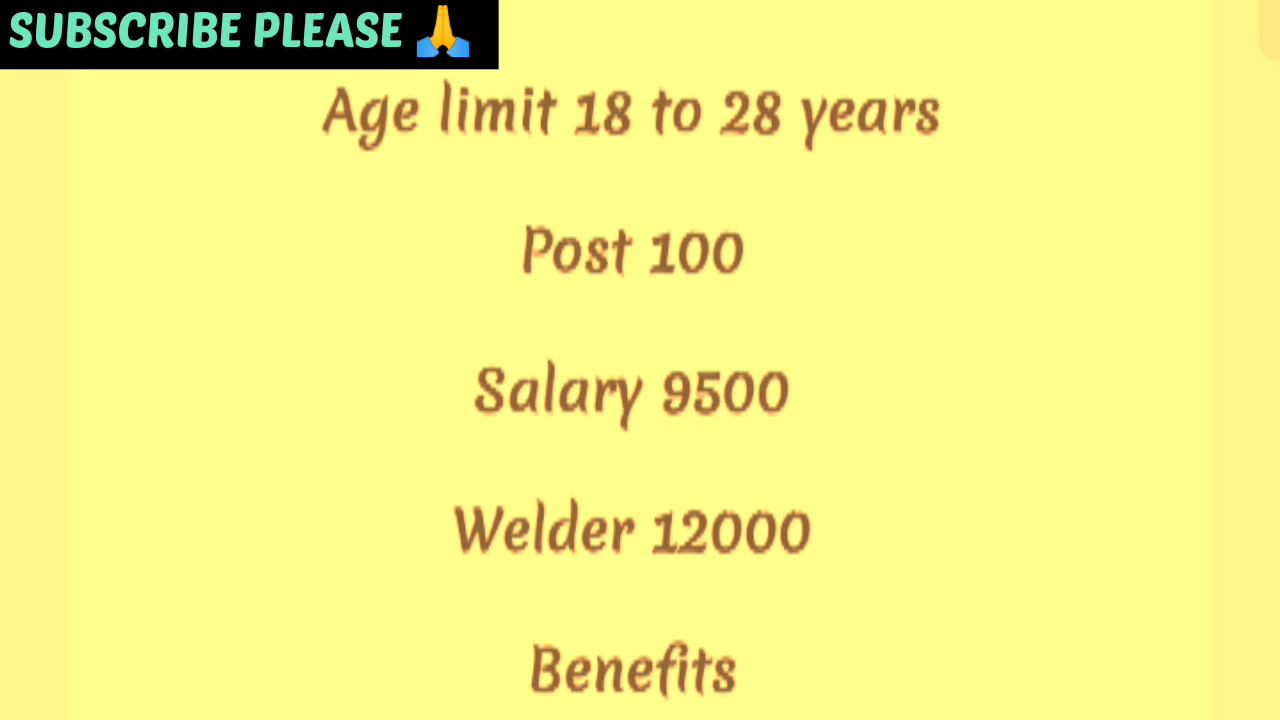 SUBSCRIBE PLEASE 🙏
Age limit 18 to 28 years
Post 100
Salary 9500
Welder 12000
Benefits